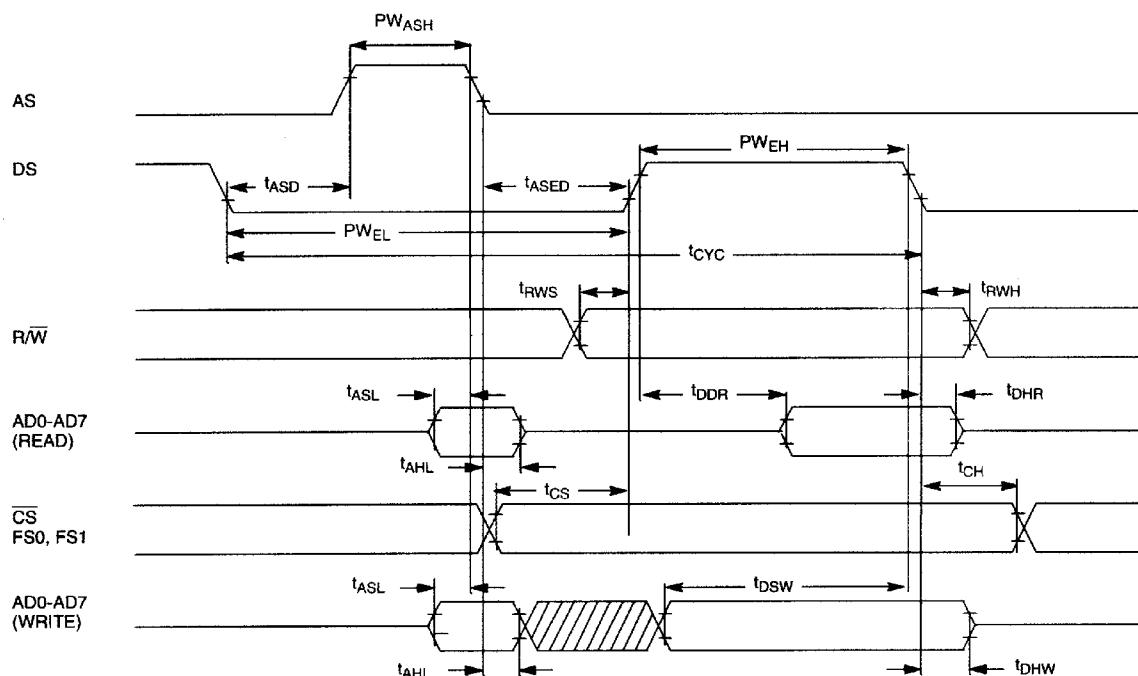 PW_ASH
AS
DS
PW_EH
t_ASD
t_ASED
PW_EL
t_CYC
t_RWS
t_RWH
R/W̅
t_ASL
t_DDR
t_DHR
AD0-AD7
(READ)
t_AHL
t_CS
t_CH
C̅S̅
FS0, FS1
t_ASL
t_DSW
AD0-AD7
(WRITE)
t_AHL
t_DHW